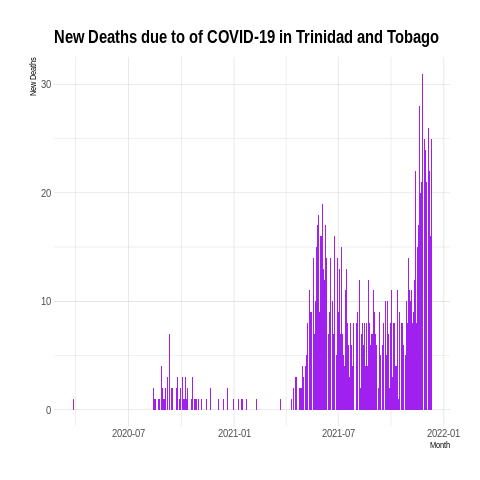 New Deaths due to of COVID-19 in Trinidad and Tobago
New Deaths
30
20
10
0
2020-07
2021-01
2021-07
2022-01
Month